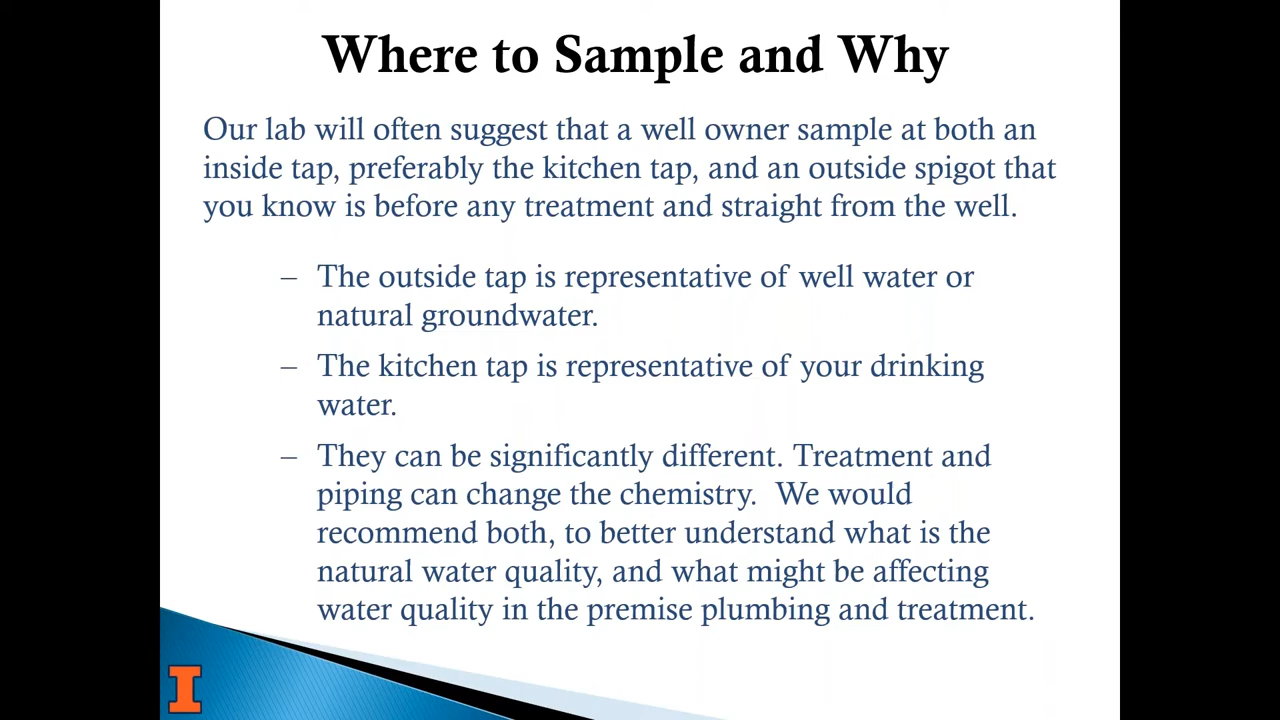 Where to Sample and Why
Our lab will often suggest that a well owner sample at both an
inside tap, preferably the kitchen tap, and an outside spigot that
you know is before any treatment and straight from the well.
– The outside tap is representative of well water or
natural groundwater.
– The kitchen tap is representative of your drinking
water.
– They can be significantly different. Treatment and
piping can change the chemistry.  We would
recommend both, to better understand what is the
natural water quality, and what might be affecting
water quality in the premise plumbing and treatment.
I